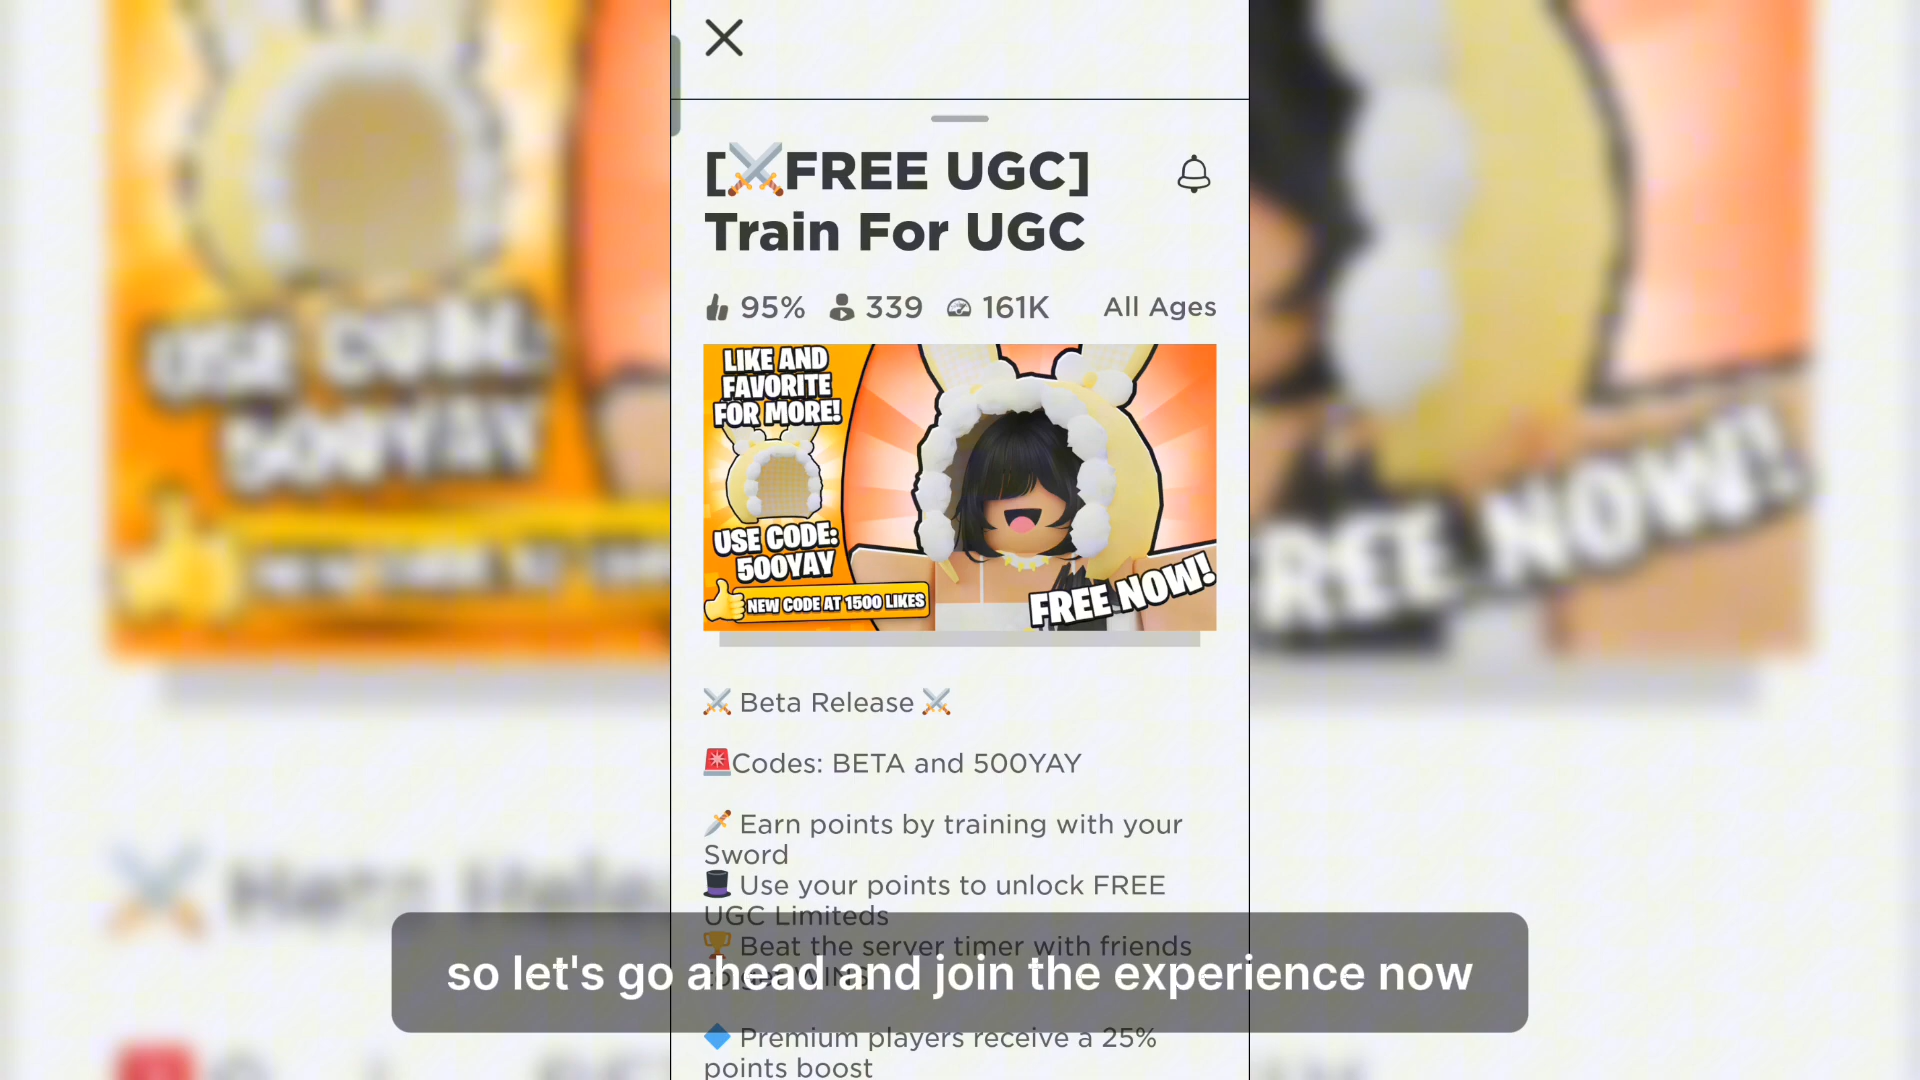 [⚔️FREE UGC]
Train For UGC
95% 339 161K All Ages
LIKE AND
FAVORITE
FOR MORE!
USE CODE:
500YAY
NEW CODE AT 1500 LIKES
FREE NOW!
⚔️ Beta Release ⚔️
🚨Codes: BETA and 500YAY
🗡️ Earn points by training with your
Sword
🎩 Use your points to unlock FREE
UGC Limiteds
🏆 Beat the server timer with friends
so let's go ahead and join the experience now
🔷 Premium players receive a 25%
points boost